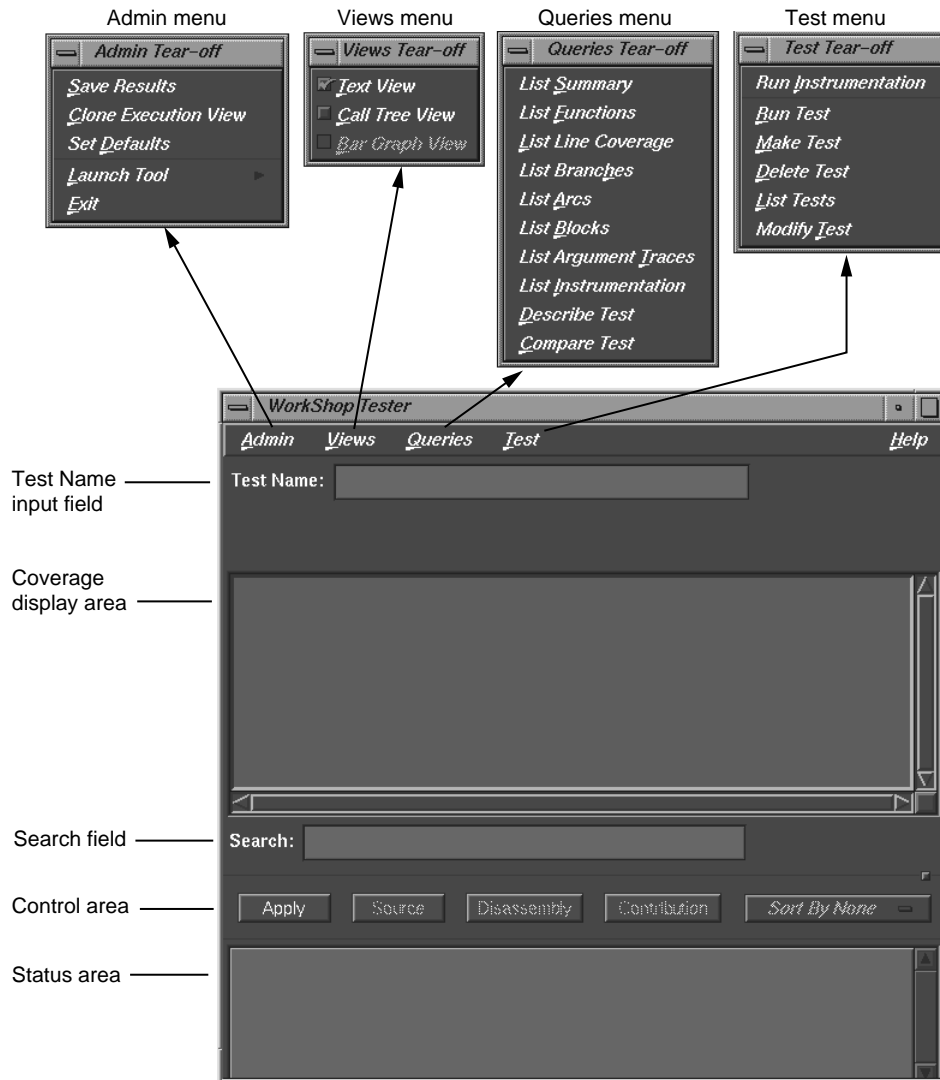 Admin menu
Views menu
Queries menu
Test menu
Admin Tear-off
Save Results
Clone Execution View
Set Defaults
Launch Tool
Exit
Views Tear-off
Text View
Call Tree View
Bar Graph View
Queries Tear-off
List Summary
List Functions
List Line Coverage
List Branches
List Arcs
List Blocks
List Argument Traces
List Instrumentation
Describe Test
Compare Test
Test Tear-off
Run Instrumentation
Run Test
Make Test
Delete Test
List Tests
Modify Test
WorkShop Tester
Admin Views Queries Test Help
Test Name
input field
Test Name:
Coverage
display area
Search field
Search:
Control area
Apply Source Disassembly Contribution Sort By None
Status area